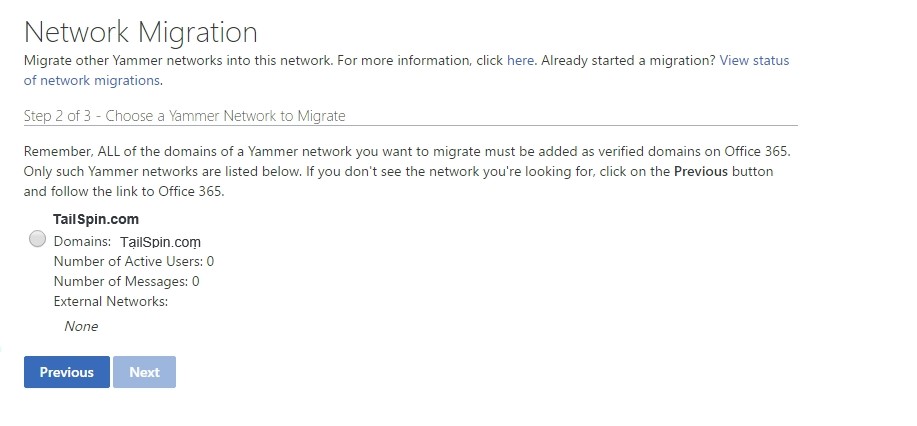 Network Migration
Migrate other Yammer networks into this network. For more information, click here. Already started a migration? View status
of network migrations.
Step 2 of 3 - Choose a Yammer Network to Migrate
Remember, ALL of the domains of a Yammer network you want to migrate must be added as verified domains on Office 365.
Only such Yammer networks are listed below. If you don't see the network you're looking for, click on the Previous button
and follow the link to Office 365.
TailSpin.com
Domains: TailSpin.com
Number of Active Users: 0
Number of Messages: 0
External Networks:
None
Previous Next